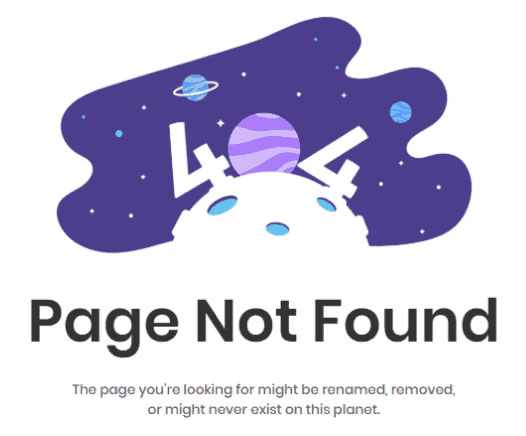 404
Page Not Found
The page you're looking for might be renamed, removed,
or might never exist on this planet.